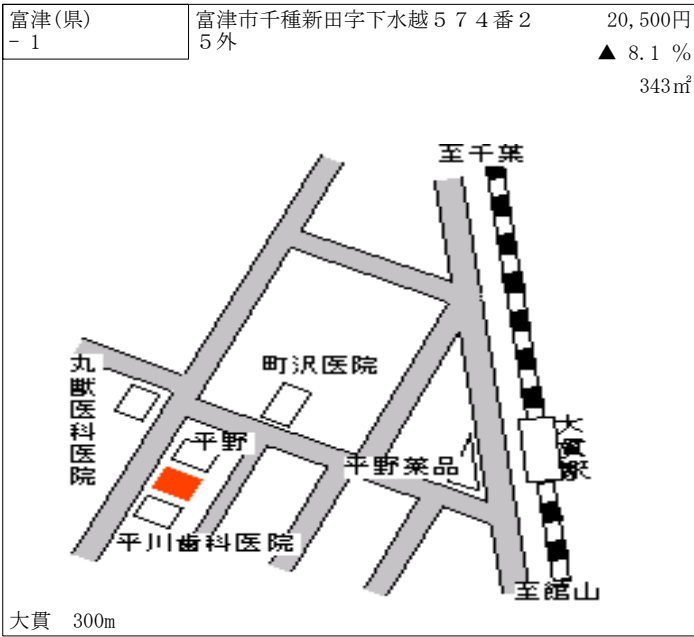 富津(県)
- 1
富津市千種新田字下水越５７４番２
５外
20,500円
▲ 8.1 %
343㎡
至千葉
丸獣医科医院
町沢医院
平野
平野薬品
大貫駅
平川歯科医院
至館山
大貫 300m